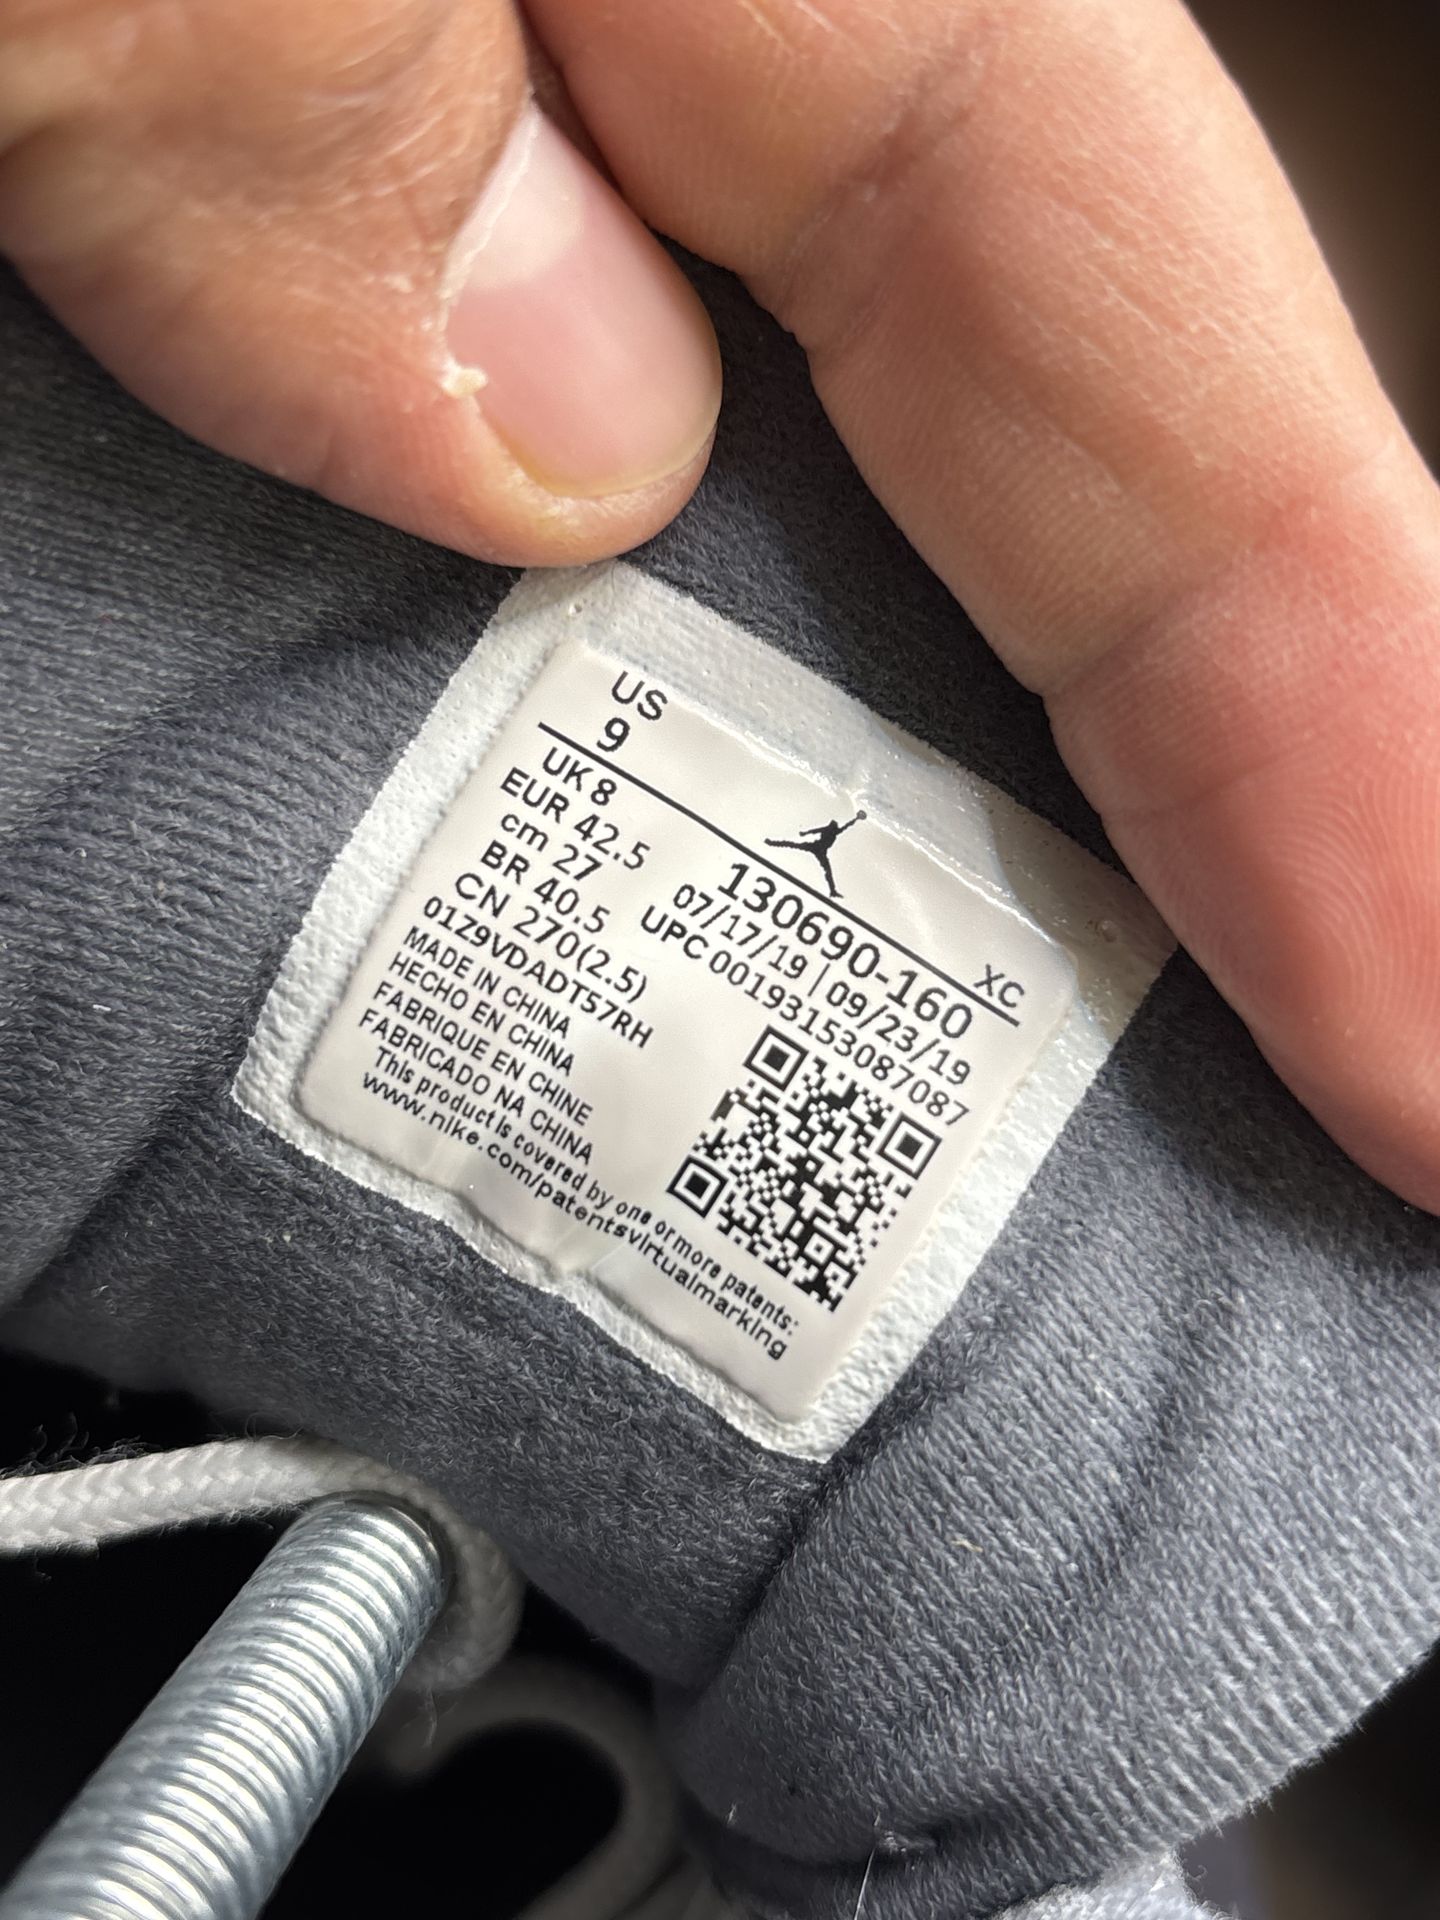 US
9
XC
UK 8
EUR 42.5
cm 27
BR 40.5
CN 270(2.5)
01Z9VDADT57RH
MADE IN CHINA
HECHO EN CHINA
FABRIQUE EN CHINE
FABRICADO NA CHINA
This product is covered by one or more patents:
www.nike.com/patentsvirtualmarking
130690-160
07/17/19 | 09/23/19
UPC 00193153087087